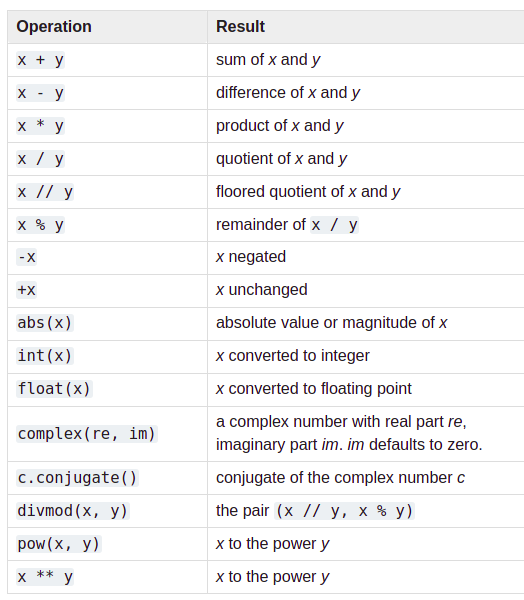 Operation Result
x + y sum of x and y
x - y difference of x and y
x * y product of x and y
x / y quotient of x and y
x // y floored quotient of x and y
x % y remainder of x / y
-x x negated
+x x unchanged
abs(x) absolute value or magnitude of x
int(x) x converted to integer
float(x) x converted to floating point
complex(re, im) a complex number with real part re,
imaginary part im. im defaults to zero.
c.conjugate() conjugate of the complex number c
divmod(x, y) the pair (x // y, x % y)
pow(x, y) x to the power y
x ** y x to the power y